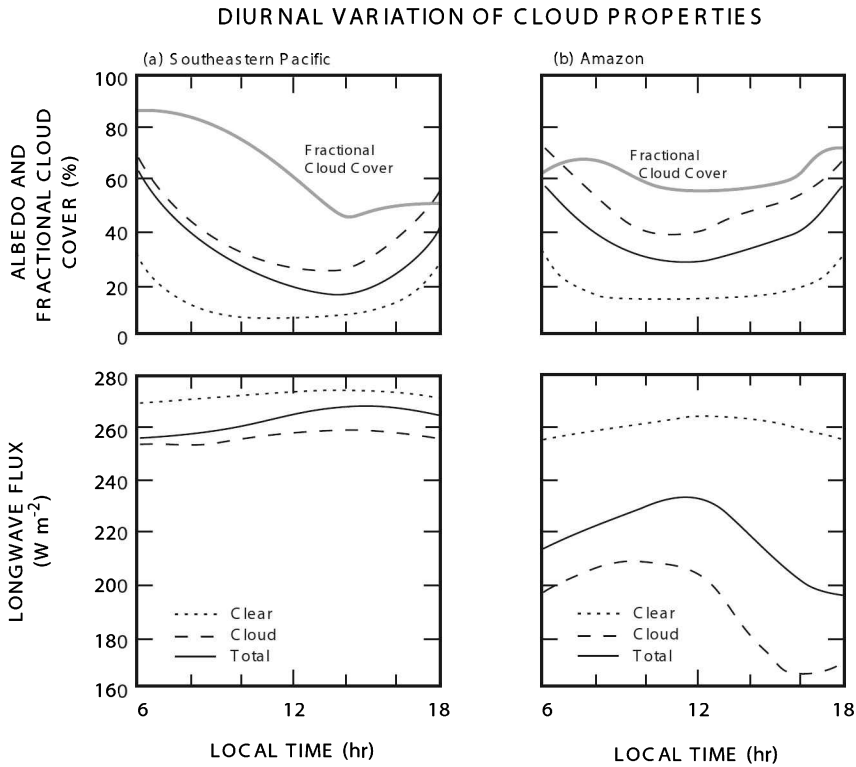 DIURNAL VARIATION OF CLOUD PROPERTIES
(a) Southeastern Pacific
(b) Amazon
ALBEDO AND
FRACTIONAL CLOUD
COVER (%)
100
80
60
40
20
0
Fractional
Cloud Cover
Fractional
Cloud Cover
LONGWAVE FLUX
(W m-2)
280
260
240
220
200
180
160
Clear
Cloud
Total
Clear
Cloud
Total
6
12
18
6
12
18
LOCAL TIME (hr)
LOCAL TIME (hr)